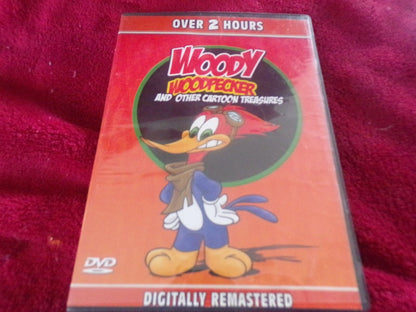 OVER 2 HOURS
WOODY
WOODPECKER
AND OTHER CARTOON TREASURES
DVD
DIGITALLY REMASTERED